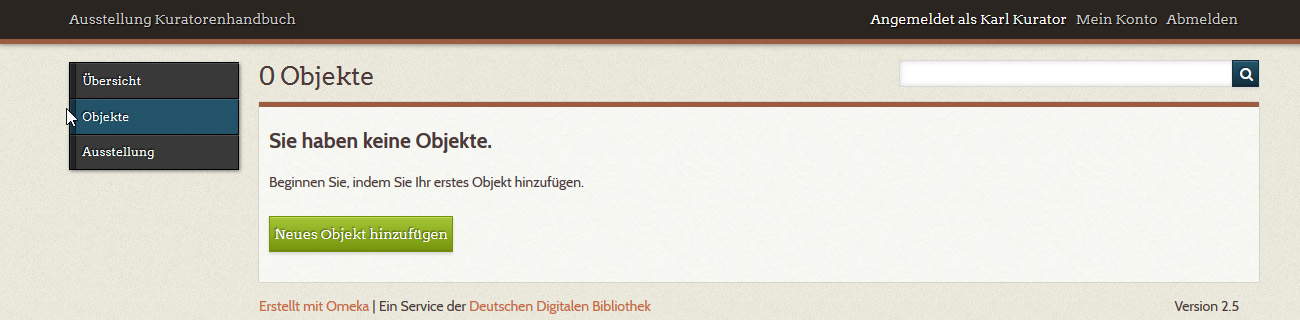 Ausstellung Kuratorenhandbuch
Angemeldet als Karl Kurator Mein Konto Abmelden
Übersicht
Objekte
Ausstellung
0 Objekte
Sie haben keine Objekte.
Beginnen Sie, indem Sie Ihr erstes Objekt hinzufügen.
Neues Objekt hinzufügen
Erstellt mit Omeka | Ein Service der Deutschen Digitalen Bibliothek
Version 2.5